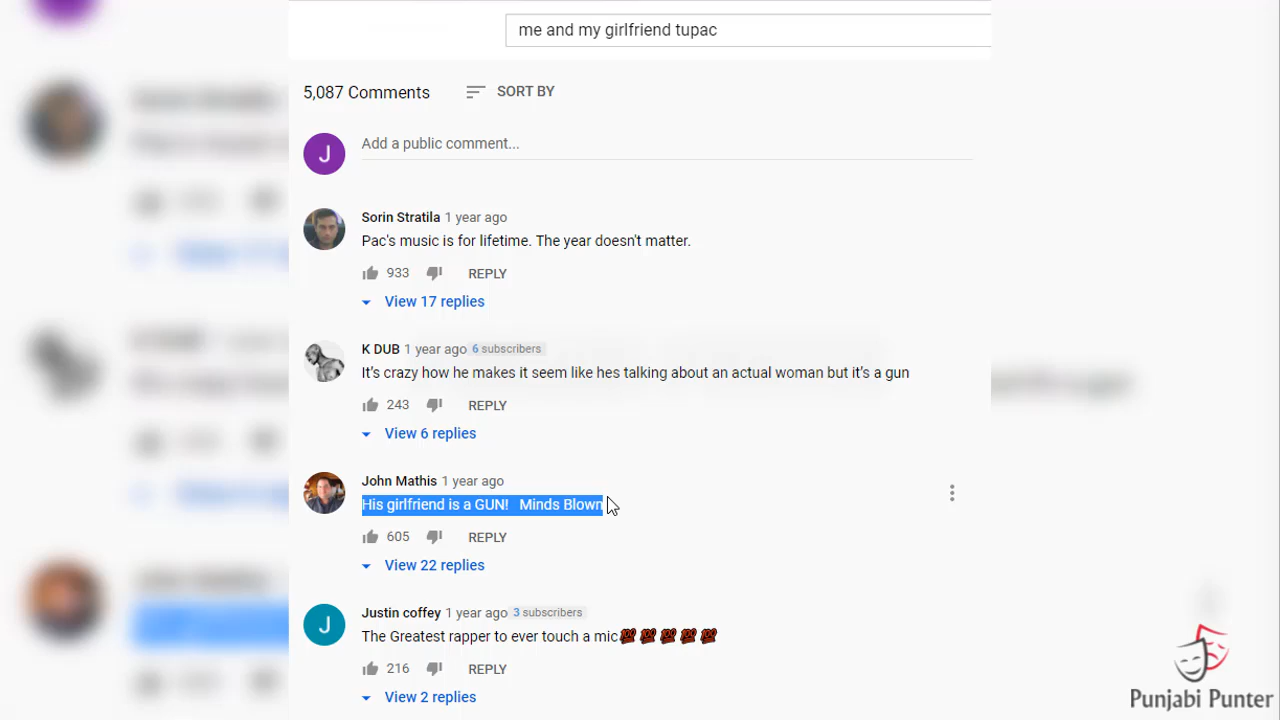 me and my girlfriend tupac
5,087 Comments
SORT BY
J
Add a public comment...
Sorin Stratila 1 year ago
Pac's music is for lifetime. The year doesn't matter.
933 REPLY
View 17 replies
K DUB 1 year ago 6 subscribers
It's crazy how he makes it seem like hes talking about an actual woman but it's a gun
243 REPLY
View 6 replies
John Mathis 1 year ago
His girlfriend is a GUN! Minds Blown
605 REPLY
View 22 replies
Justin coffey 1 year ago 3 subscribers
J
The Greatest rapper to ever touch a mic💯💯💯💯💯
216 REPLY
View 2 replies
Punjabi Punter